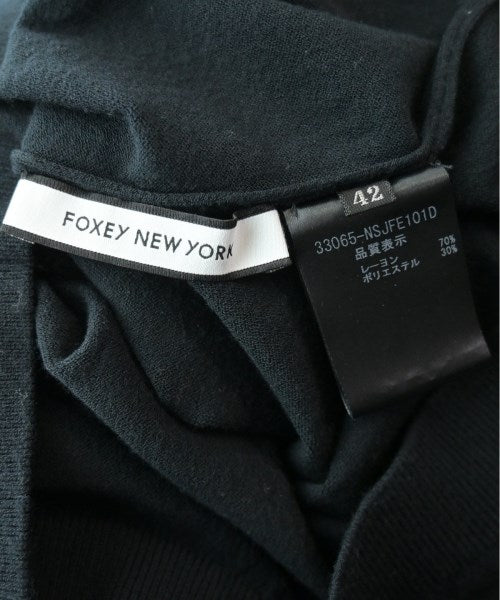 FOXEY NEW YORK
42
33065-NSJFE101D
品質表示
レーヨン 70%
ポリエステル 30%